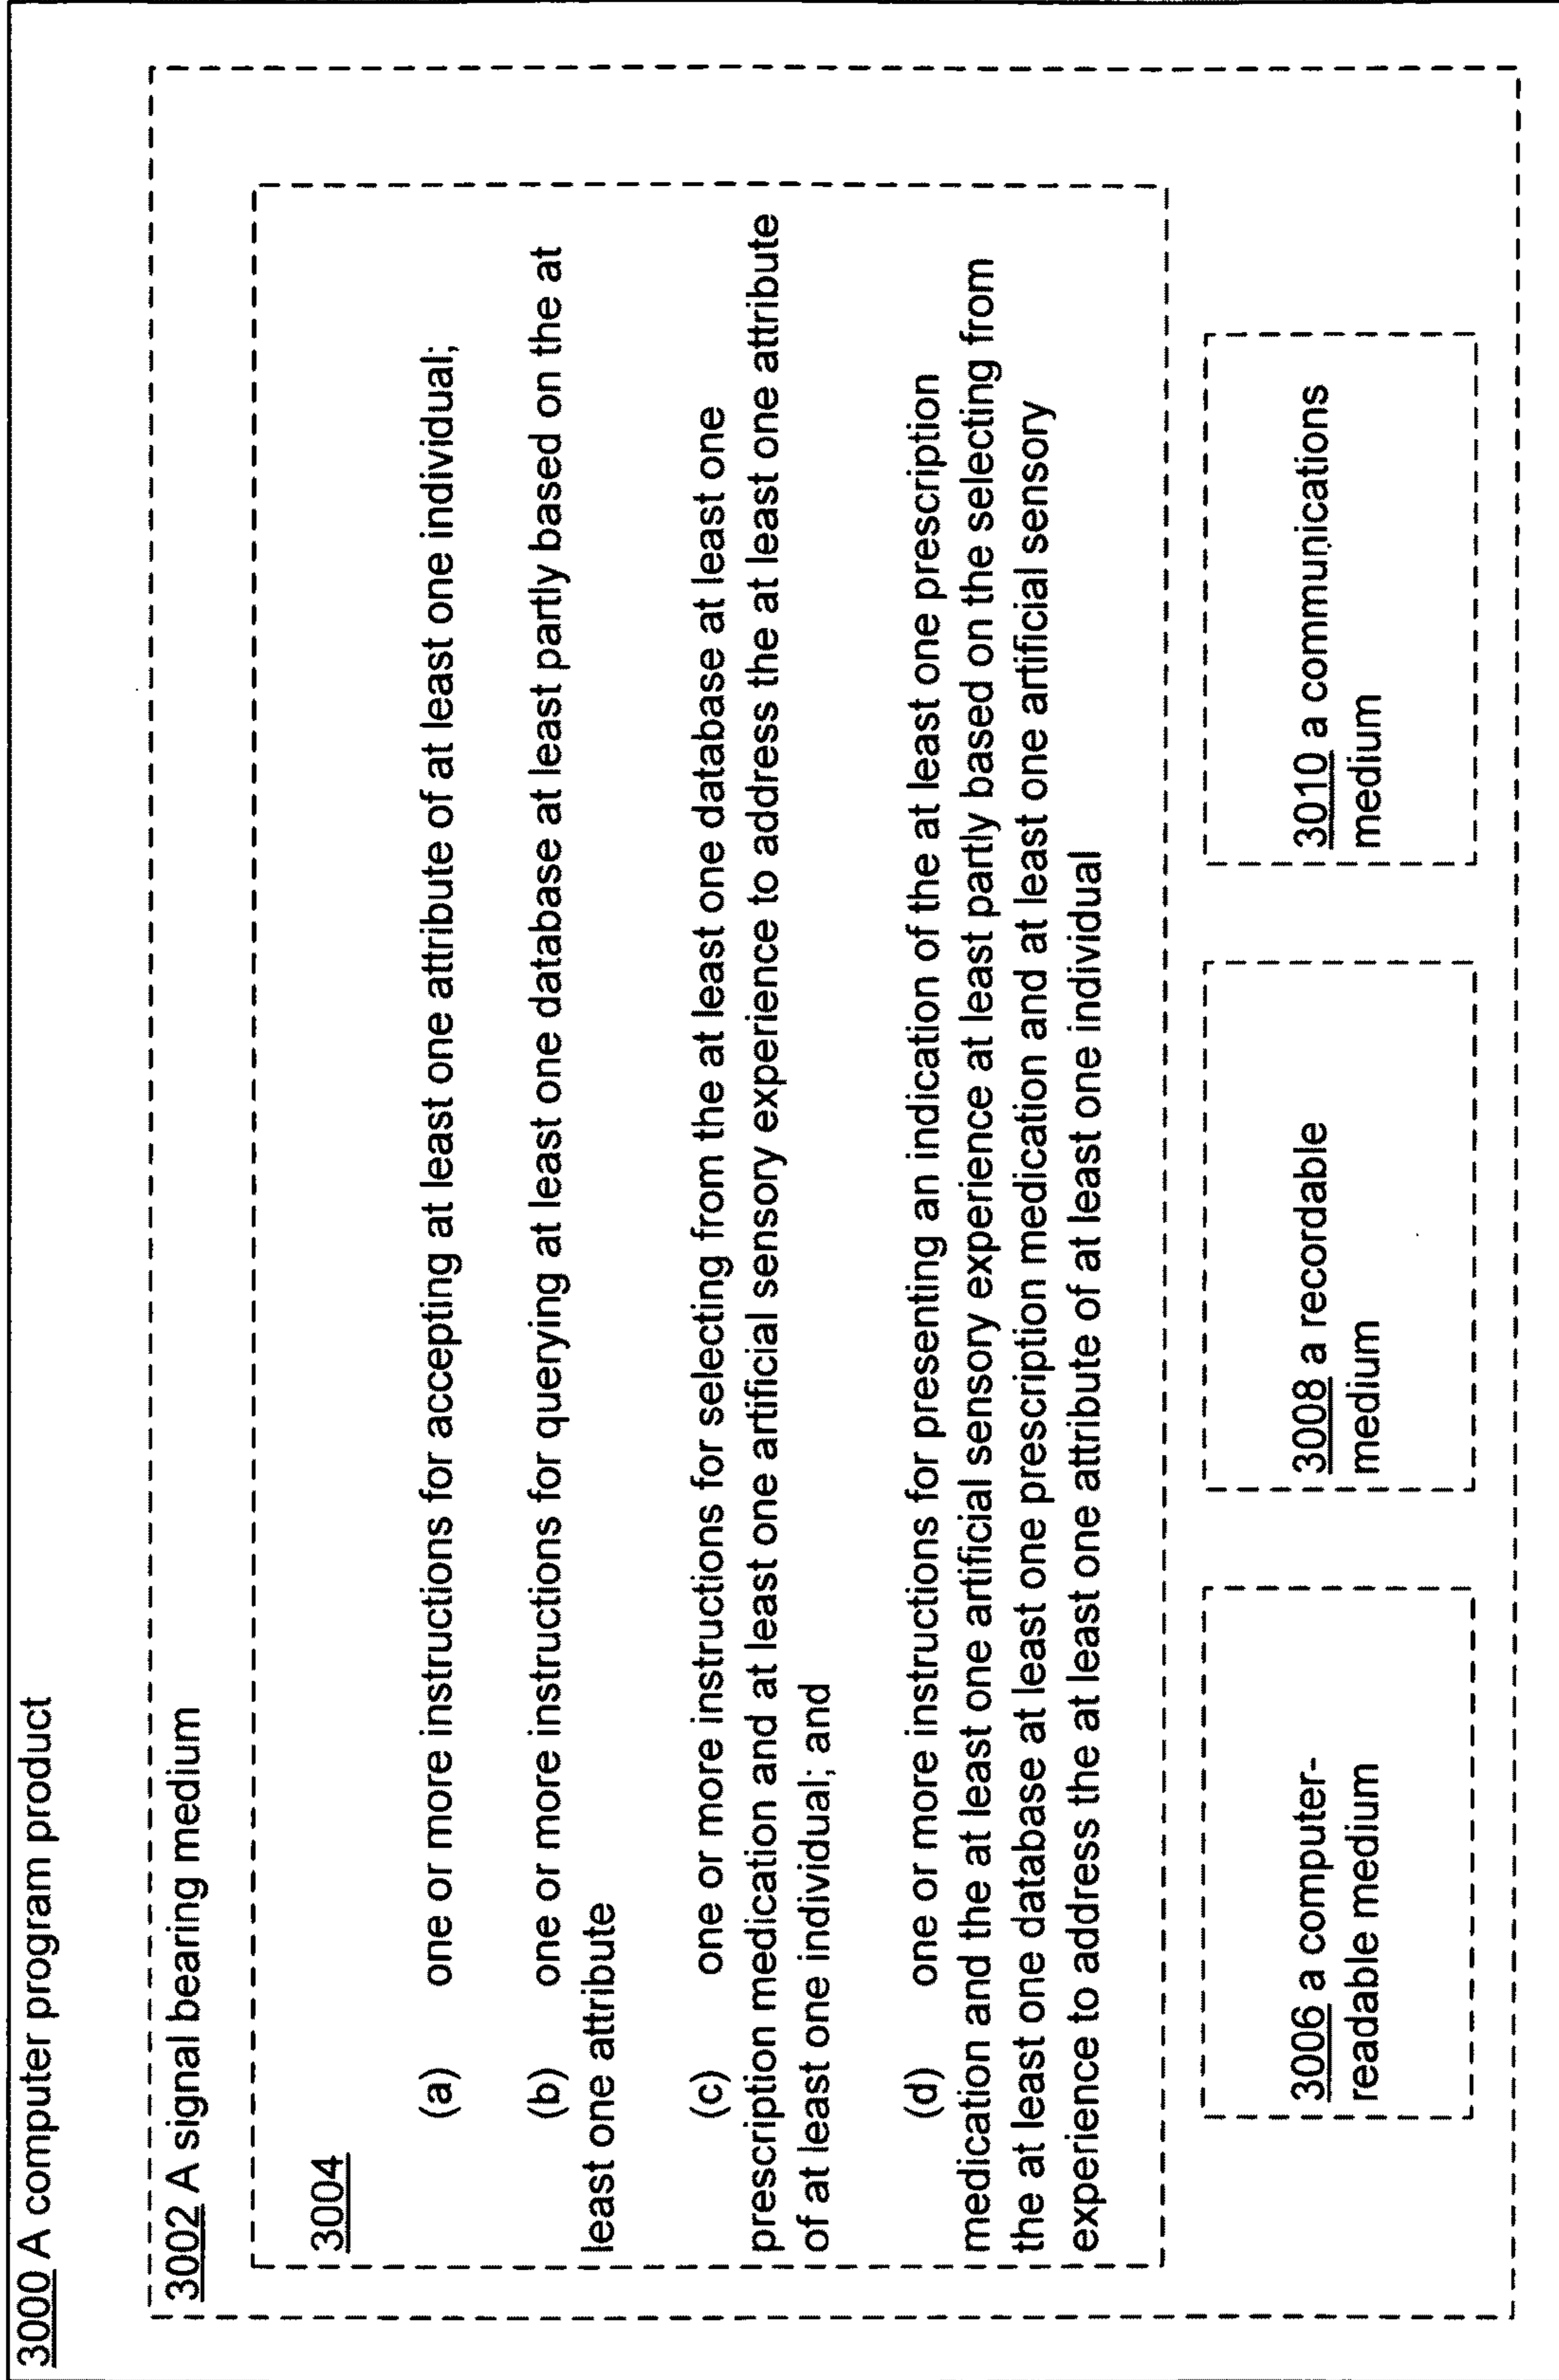 3000 A computer program product
3002 A signal bearing medium
3004
(a) one or more instructions for accepting at least one attribute of at least one individual;
(b) one or more instructions for querying at least one database at least partly based on the at
least one attribute
(c) one or more instructions for selecting from the at least one database at least one
prescription medication and at least one artificial sensory experience to address the at least one attribute
of at least one individual; and
(d) one or more instructions for presenting an indication of the at least one prescription
medication and the at least one artificial sensory experience at least partly based on the selecting from
the at least one database at least one prescription medication and at least one artificial sensory
experience to address the at least one attribute of at least one individual
3006 a computer-
readable medium
3008 a recordable
medium
3010 a communications
medium